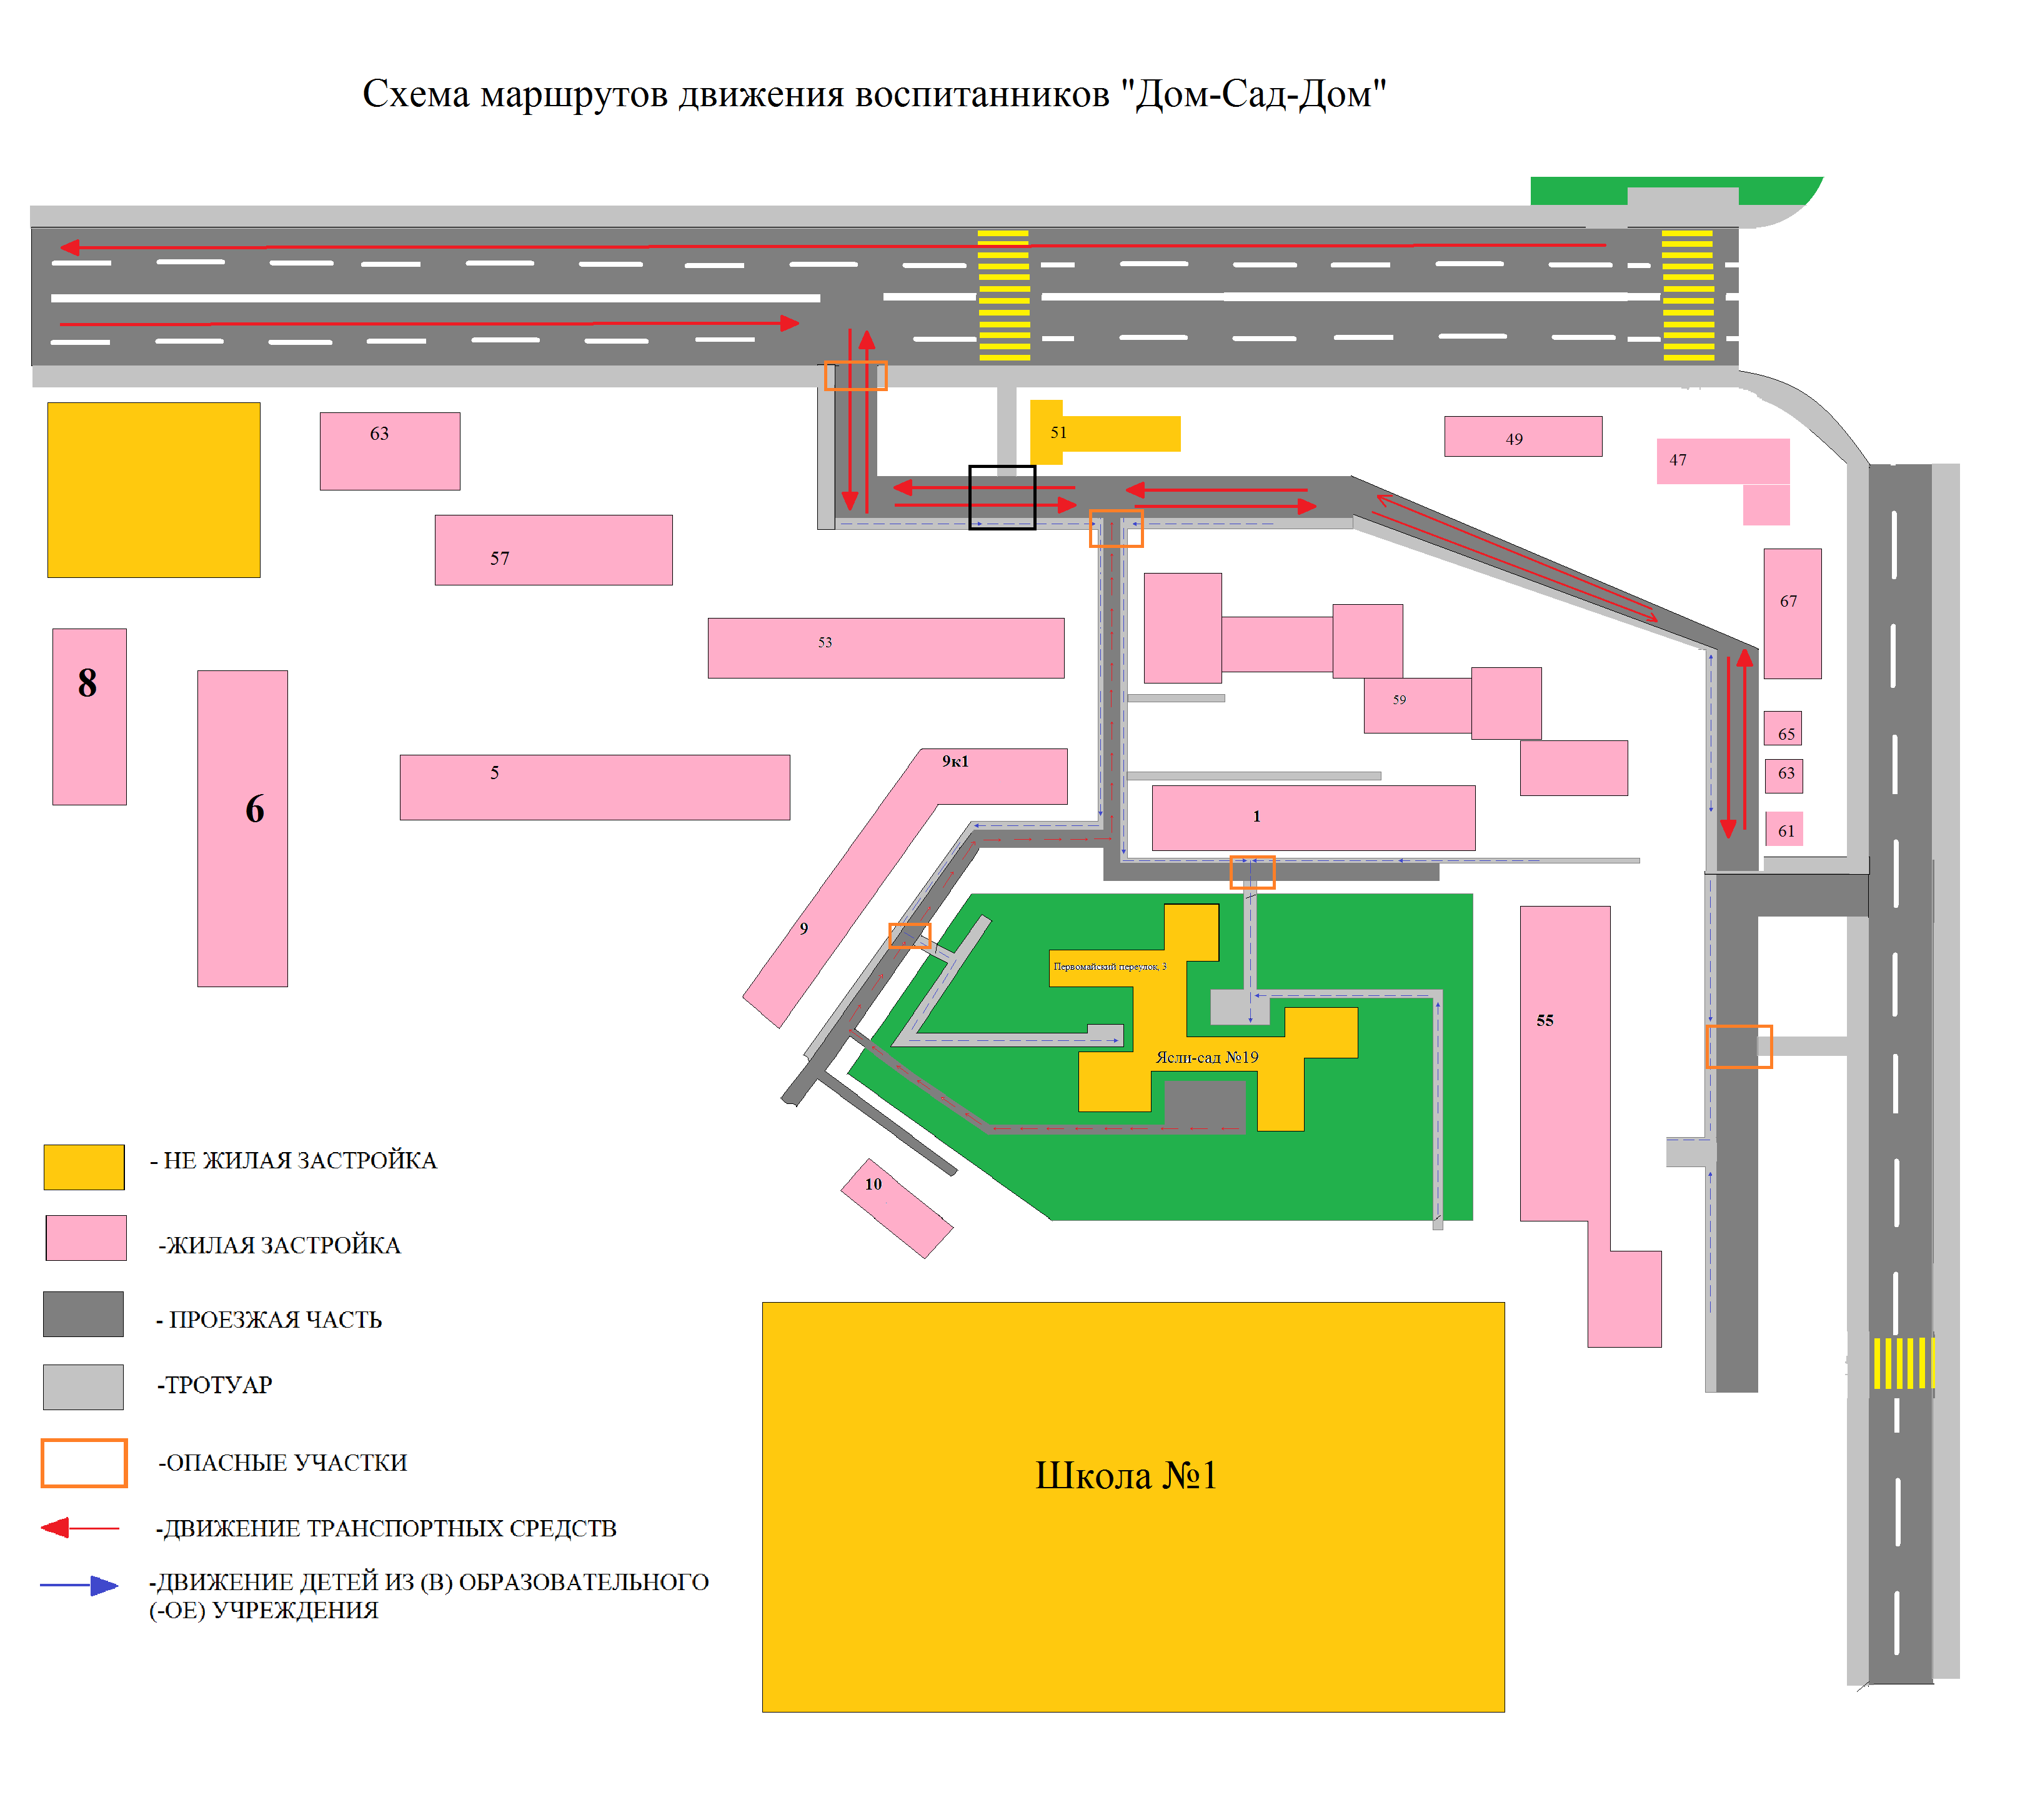 Схема маршрутов движения воспитанников "Дом-Сад-Дом"
63
51
49
47
57
67
53
8
59
6
65
5
9к1
63
1
61
9
Первомайский переулок, 3
55
Ясли-сад №19
10
- НЕ ЖИЛАЯ ЗАСТРОЙКА
-ЖИЛАЯ ЗАСТРОЙКА
- ПРОЕЗЖАЯ ЧАСТЬ
-ТРОТУАР
-ОПАСНЫЕ УЧАСТКИ
Школа №1
-ДВИЖЕНИЕ ТРАНСПОРТНЫХ СРЕДСТВ
-ДВИЖЕНИЕ ДЕТЕЙ ИЗ (В) ОБРАЗОВАТЕЛЬНОГО
(-ОЕ) УЧРЕЖДЕНИЯ